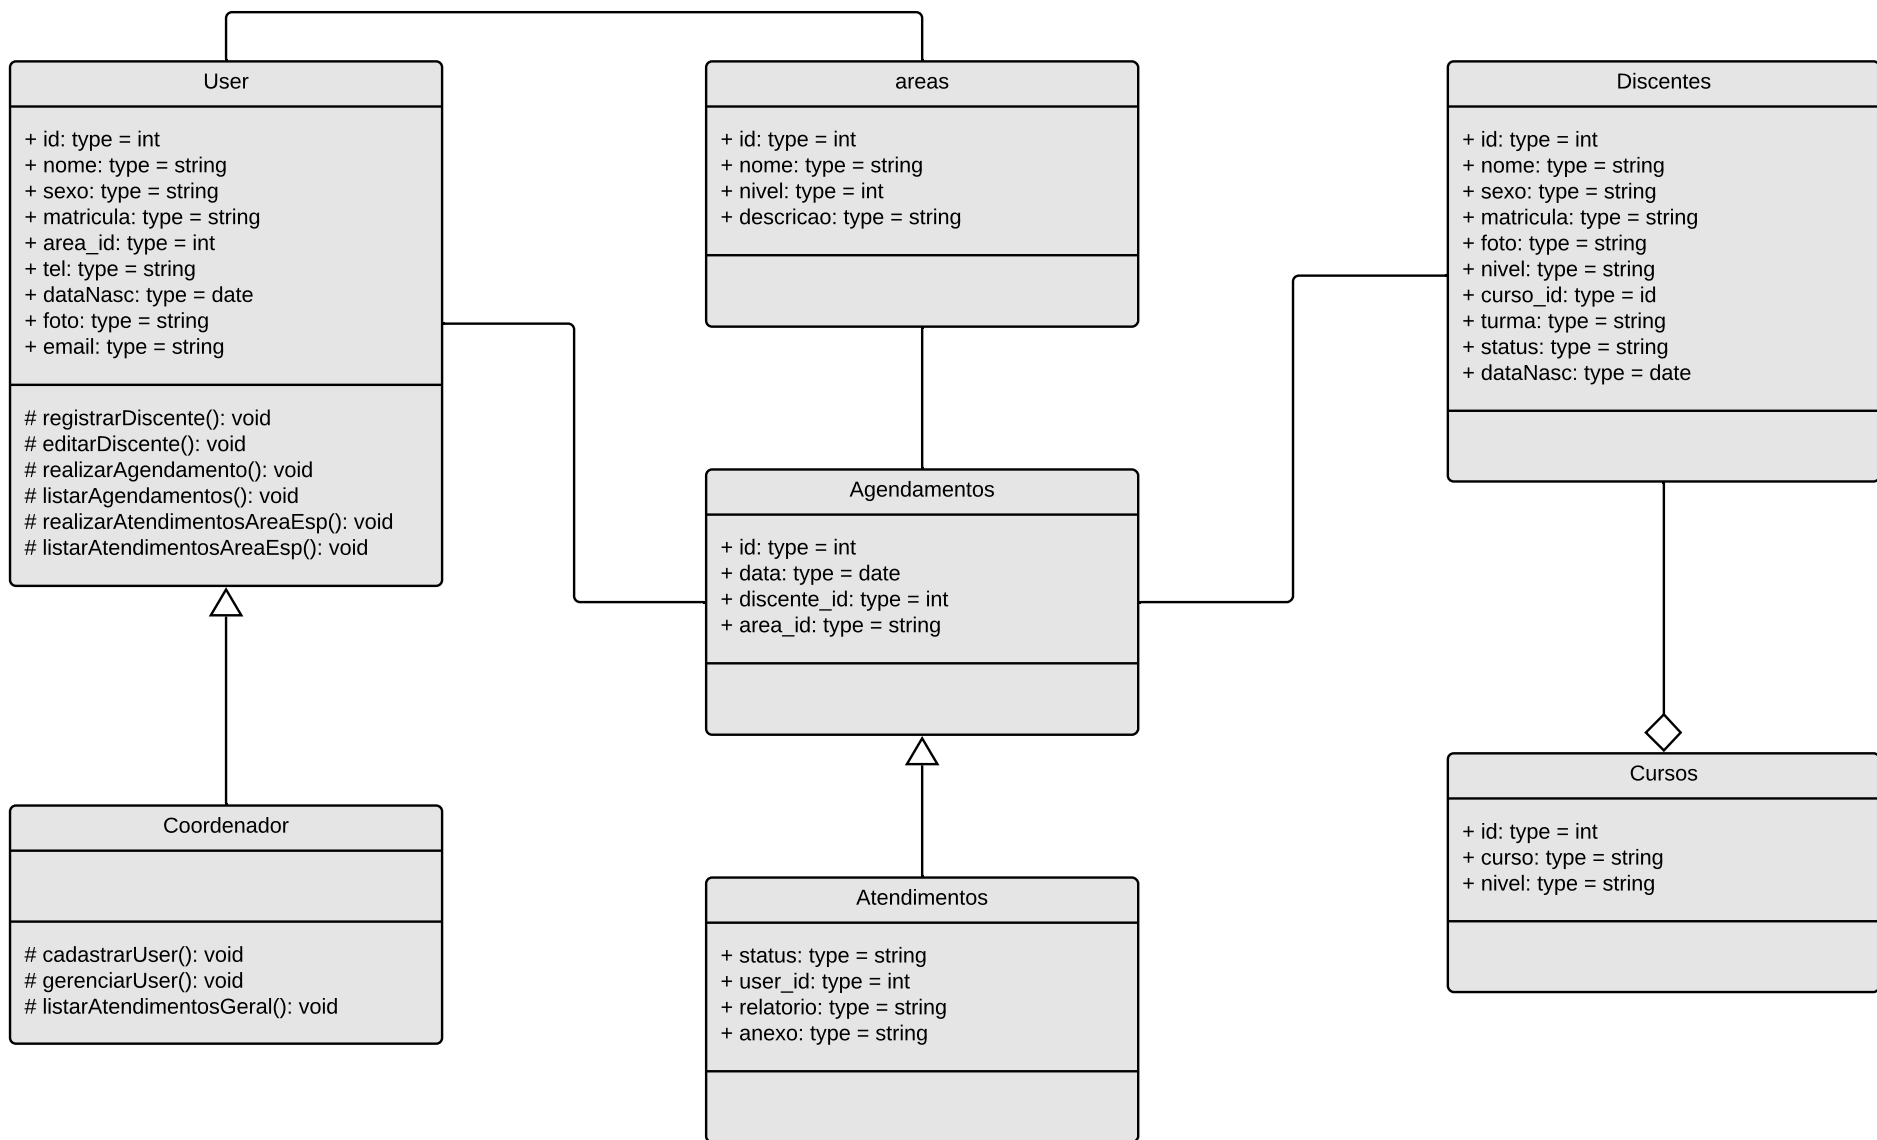 User
+ id: type = int
+ nome: type = string
+ sexo: type = string
+ matricula: type = string
+ area_id: type = int
+ tel: type = string
+ dataNasc: type = date
+ foto: type = string
+ email: type = string
# registrarDiscente(): void
# editarDiscente(): void
# realizarAgendamento(): void
# listarAgendamentos(): void
# realizarAtendimentosAreaEsp(): void
# listarAtendimentosAreaEsp(): void
areas
+ id: type = int
+ nome: type = string
+ nivel: type = int
+ descricao: type = string
Discentes
+ id: type = int
+ nome: type = string
+ sexo: type = string
+ matricula: type = string
+ foto: type = string
+ nivel: type = string
+ curso_id: type = id
+ turma: type = string
+ status: type = string
+ dataNasc: type = date
Agendamentos
+ id: type = int
+ data: type = date
+ discente_id: type = int
+ area_id: type = string
Coordenador
# cadastrarUser(): void
# gerenciarUser(): void
# listarAtendimentosGeral(): void
Atendimentos
+ status: type = string
+ user_id: type = int
+ relatorio: type = string
+ anexo: type = string
Cursos
+ id: type = int
+ curso: type = string
+ nivel: type = string